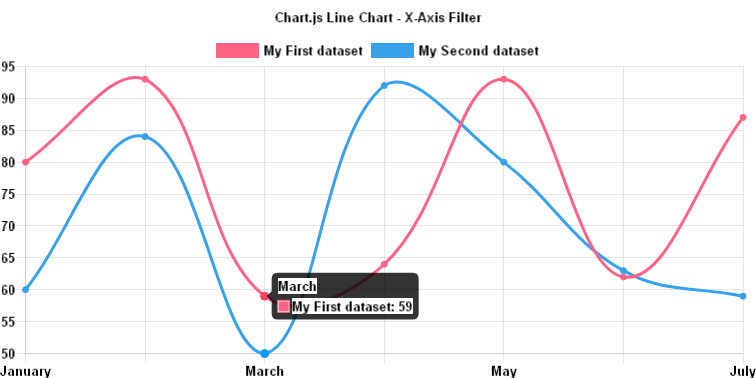 Chart.js Line Chart - X-Axis Filter
My First dataset My Second dataset
95
90
85
80
75
70
65
60
55
50
March
My First dataset: 59
January March May July